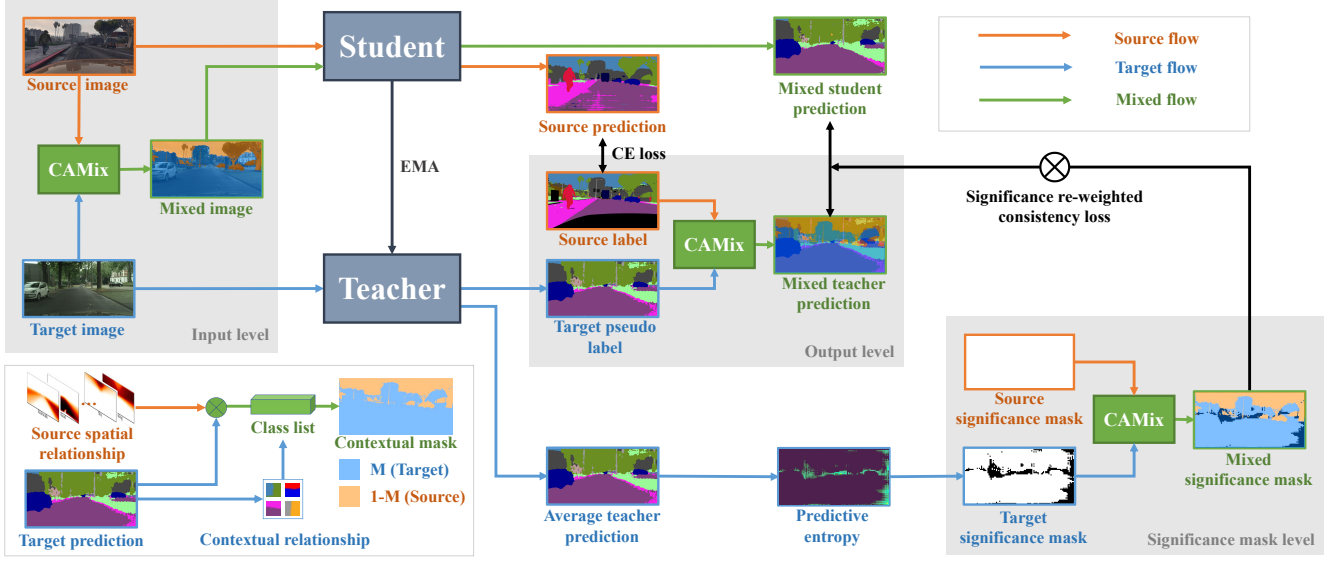 Student
Source flow
Target flow
Mixed flow
Source image
Mixed student
prediction
Source prediction
EMA
CE loss
CAMix
Mixed image
Significance re-weighted
consistency loss
Source label
CAMix
Teacher
Mixed teacher
prediction
Target image
Input level
Target pseudo
label
Output level
Source spatial
relationship
Class list
Contextual mask
M (Target)
1-M (Source)
Target prediction
Contextual relationship
Source
significance mask
CAMix
Mixed
significance mask
Average teacher
prediction
Predictive
entropy
Target
significance mask
Significance mask level